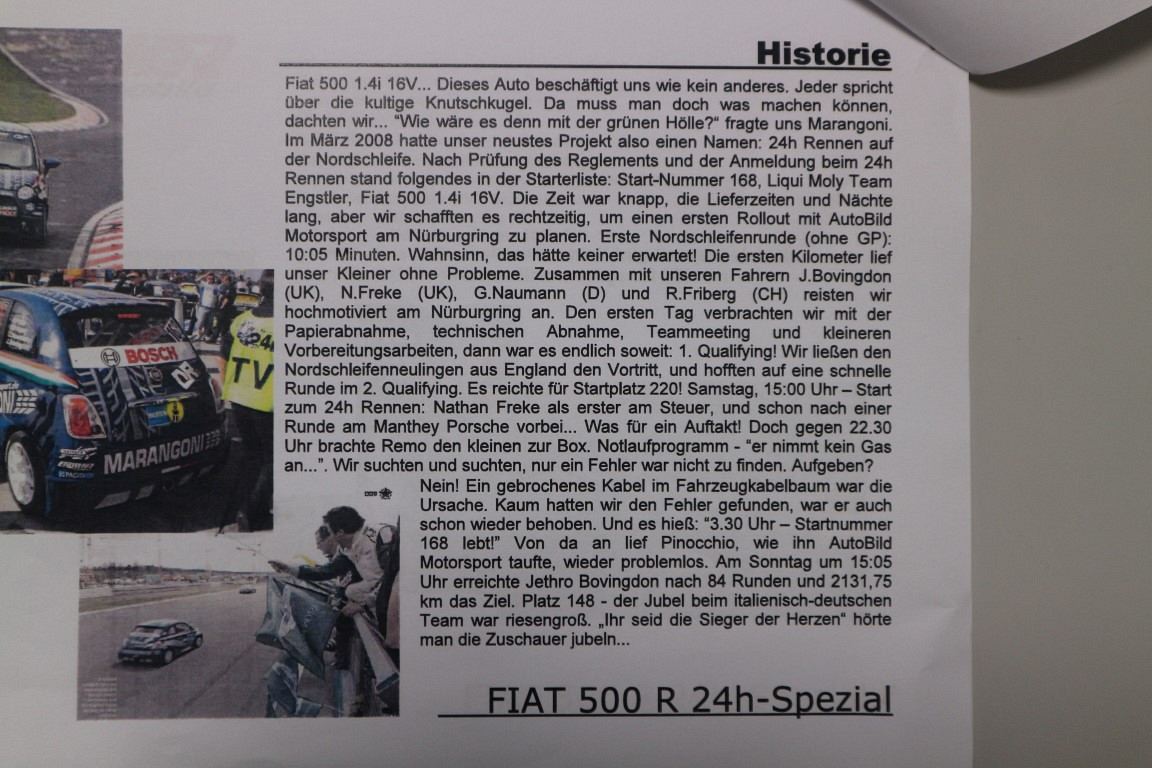 Historie
Fiat 500 1.4i 16V... Dieses Auto beschäftigt uns wie kein anderes. Jeder spricht
über die kultige Knutschkugel. Da muss man doch was machen können,
dachten wir... “Wie wäre es denn mit der grünen Hölle?“ fragte uns Marangoni.
Im März 2008 hatte unser neustes Projekt also einen Namen: 24h Rennen auf
der Nordschleife. Nach Prüfung des Reglements und der Anmeldung beim 24h
Rennen stand folgendes in der Starterliste: Start-Nummer 168, Liqui Moly Team
Engstler, Fiat 500 1.4i 16V. Die Zeit war knapp, die Lieferzeiten und Nächte
lang, aber wir schafften es rechtzeitig, um einen ersten Rollout mit AutoBild
Motorsport am Nürburgring zu planen. Erste Nordschleifenrunde (ohne GP):
10:05 Minuten. Wahnsinn, das hätte keiner erwartet! Die ersten Kilometer lief
unser Kleiner ohne Probleme. Zusammen mit unseren Fahrern J.Bovingdon
(UK), N.Freke (UK), G.Naumann (D) und R.Friberg (CH) reisten wir
hochmotiviert am Nürburgring an. Den ersten Tag verbrachten wir mit der
Papierabnahme, technischen Abnahme, Teammeeting und kleineren
Vorbereitungsarbeiten, dann war es endlich soweit: 1. Qualifying! Wir ließen den
Nordschleifenneulingen aus England den Vortritt, und hofften auf eine schnelle
Runde im 2. Qualifying. Es reichte für Startplatz 220! Samstag, 15:00 Uhr – Start
zum 24h Rennen: Nathan Freke als erster am Steuer, und schon nach einer
Runde am Manthey Porsche vorbei... Was für ein Auftakt! Doch gegen 22.30
Uhr brachte Remo den kleinen zur Box. Notlaufprogramm - “er nimmt kein Gas
an...”. Wir suchten und suchten, nur ein Fehler war nicht zu finden. Aufgeben?
Nein! Ein gebrochenes Kabel im Fahrzeugkabelbaum war die
Ursache. Kaum hatten wir den Fehler gefunden, war er auch
schon wieder behoben. Und es hieß: “3.30 Uhr – Startnummer
168 lebt!” Von da an lief Pinocchio, wie ihn AutoBild
Motorsport taufte, wieder problemlos. Am Sonntag um 15:05
Uhr erreichte Jethro Bovingdon nach 84 Runden und 2131,75
km das Ziel. Platz 148 - der Jubel beim italienisch-deutschen
Team war riesengroß. „Ihr seid die Sieger der Herzen“ hörte
man die Zuschauer jubeln...
FIAT 500 R 24h-Spezial
BOSCH
TV
MARANGONI